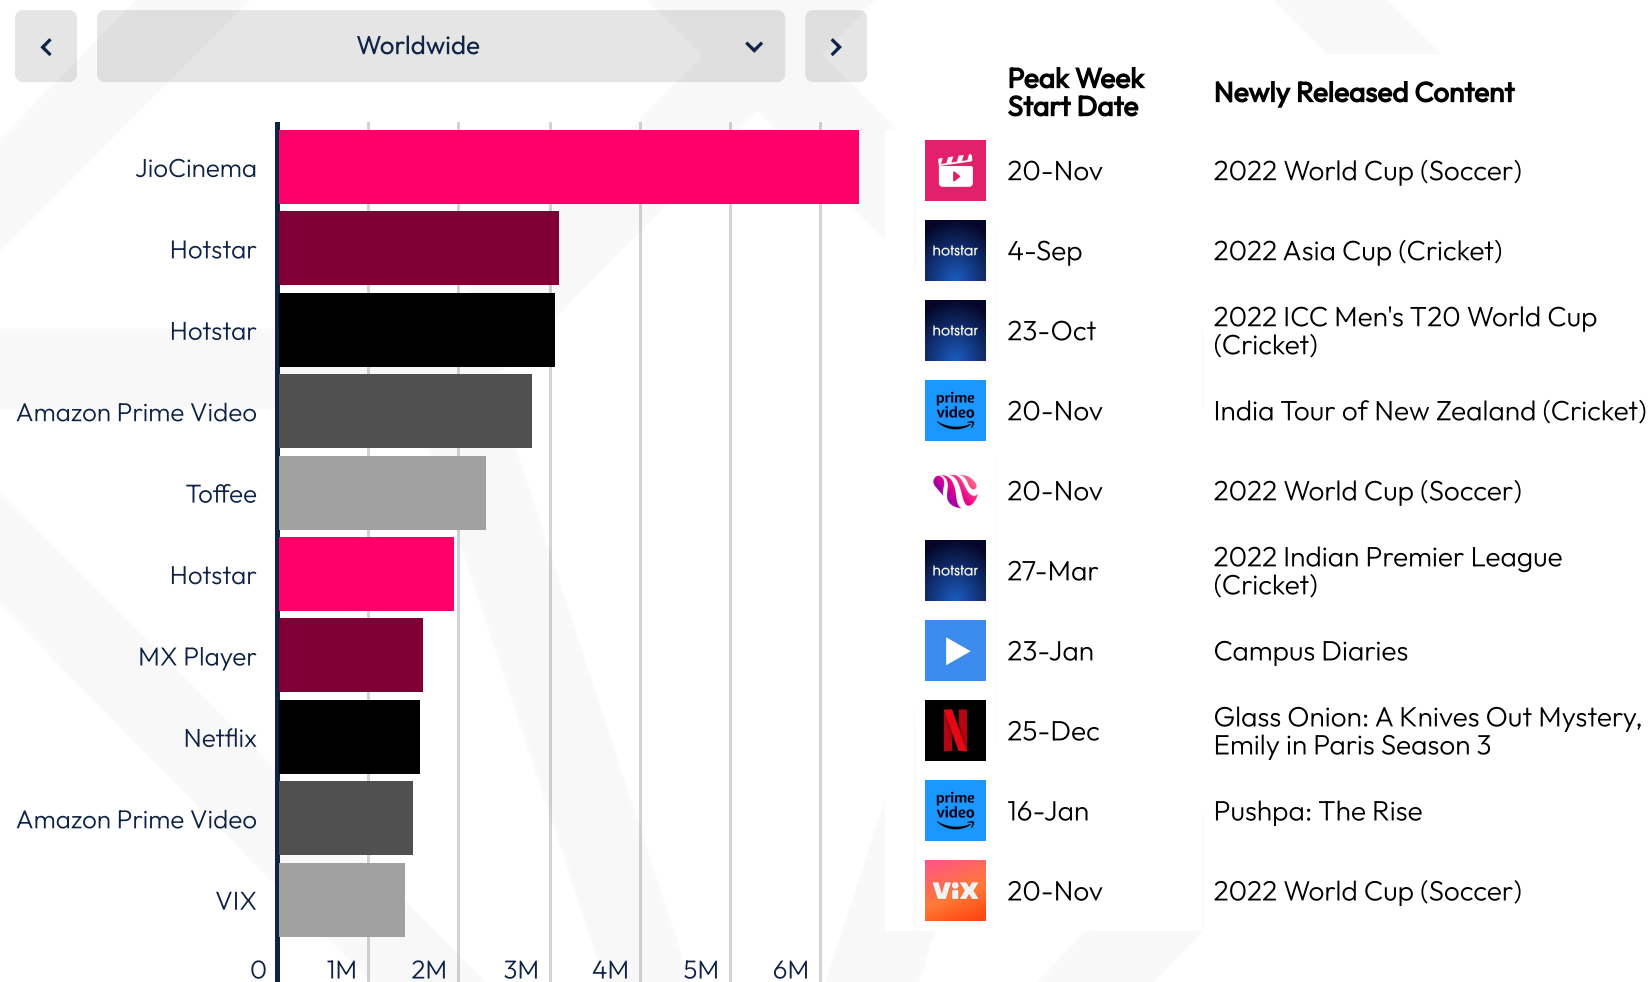 Worldwide
Peak Week
Start Date
Newly Released Content
JioCinema
20-Nov
2022 World Cup (Soccer)
Hotstar
hotstar
4-Sep
2022 Asia Cup (Cricket)
Hotstar
hotstar
23-Oct
2022 ICC Men's T20 World Cup
(Cricket)
Amazon Prime Video
prime
video
20-Nov
India Tour of New Zealand (Cricket)
Toffee
20-Nov
2022 World Cup (Soccer)
Hotstar
hotstar
27-Mar
2022 Indian Premier League
(Cricket)
MX Player
23-Jan
Campus Diaries
Netflix
N
25-Dec
Glass Onion: A Knives Out Mystery,
Emily in Paris Season 3
Amazon Prime Video
prime
video
16-Jan
Pushpa: The Rise
VIX
ViX
20-Nov
2022 World Cup (Soccer)
0 1M 2M 3M 4M 5M 6M